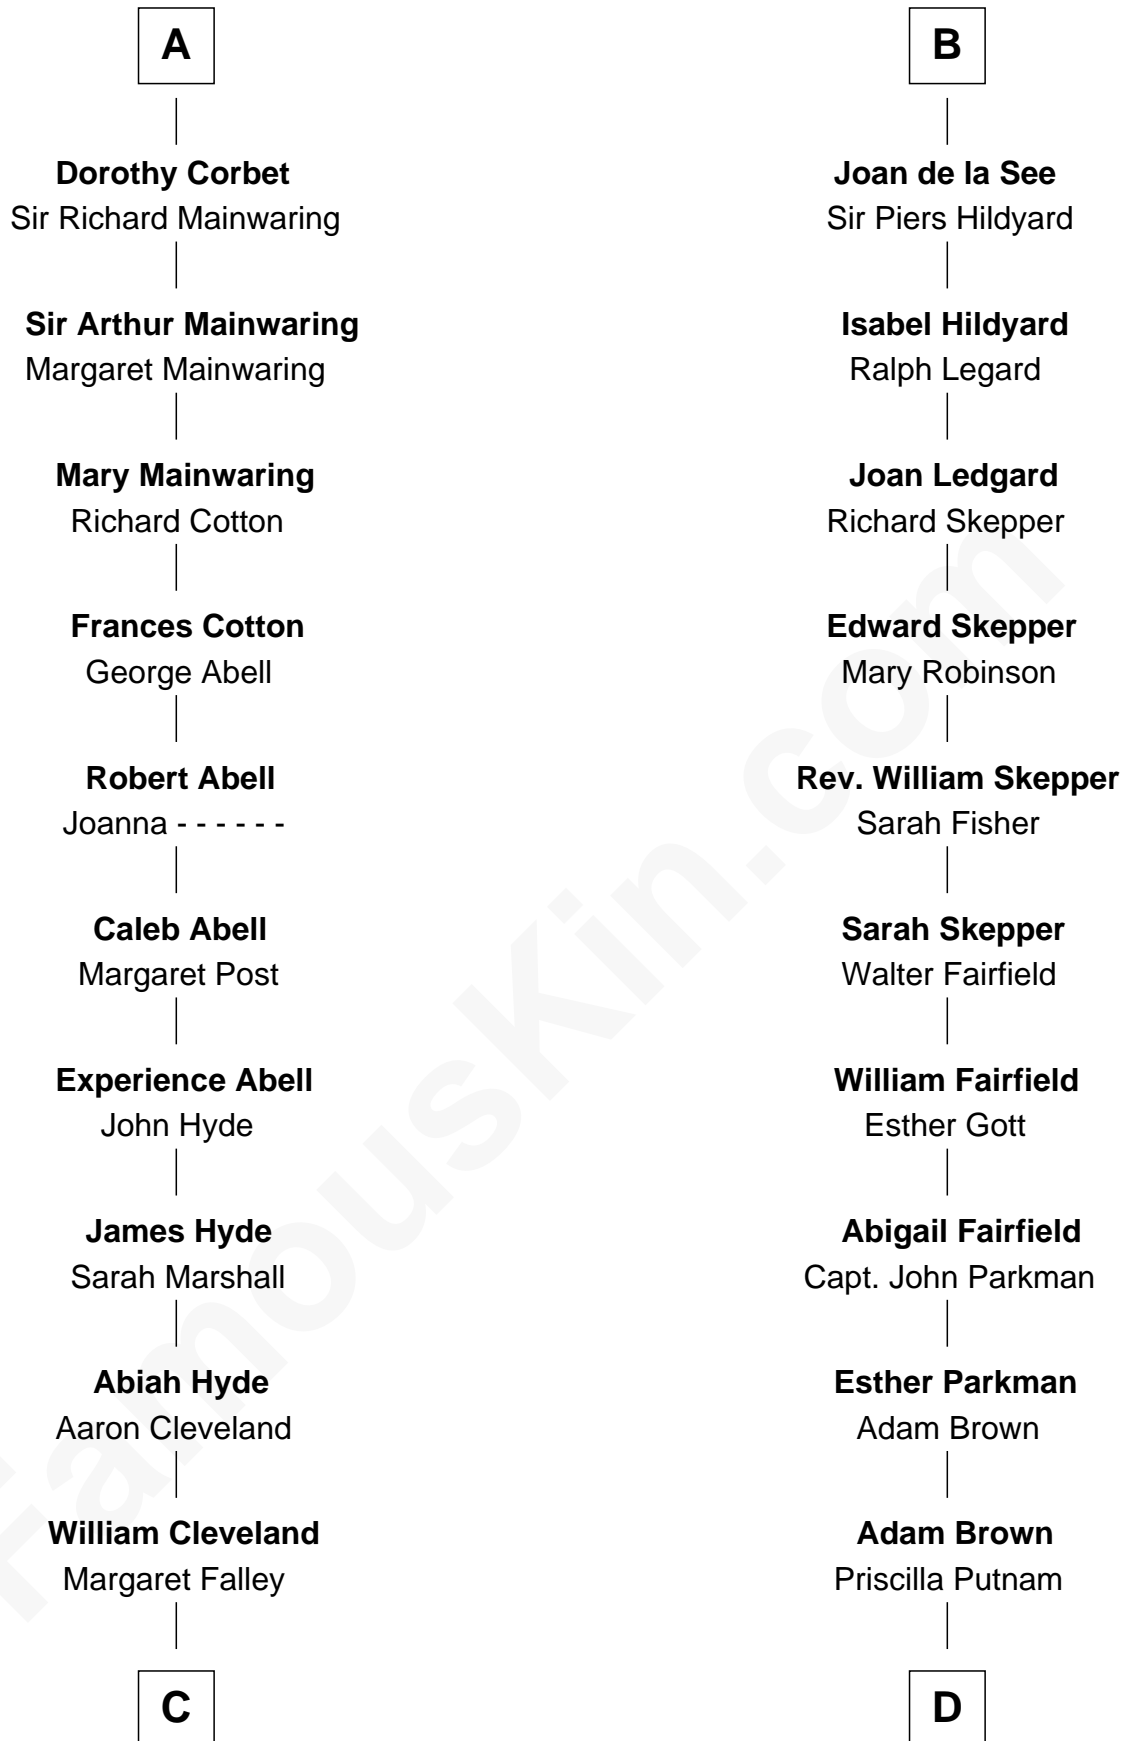 A
Dorothy Corbet
Sir Richard Mainwaring
Sir Arthur Mainwaring
Margaret Mainwaring
Mary Mainwaring
Richard Cotton
Frances Cotton
George Abell
Robert Abell
Joanna - - - - - -
Caleb Abell
Margaret Post
Experience Abell
John Hyde
James Hyde
Sarah Marshall
Abiah Hyde
Aaron Cleveland
William Cleveland
Margaret Falley
C
B
Joan de la See
Sir Piers Hildyard
Isabel Hildyard
Ralph Legard
Joan Ledgard
Richard Skepper
Edward Skepper
Mary Robinson
Rev. William Skepper
Sarah Fisher
Sarah Skepper
Walter Fairfield
William Fairfield
Esther Gott
Abigail Fairfield
Capt. John Parkman
Esther Parkman
Adam Brown
Adam Brown
Priscilla Putnam
D
FamousKin.com